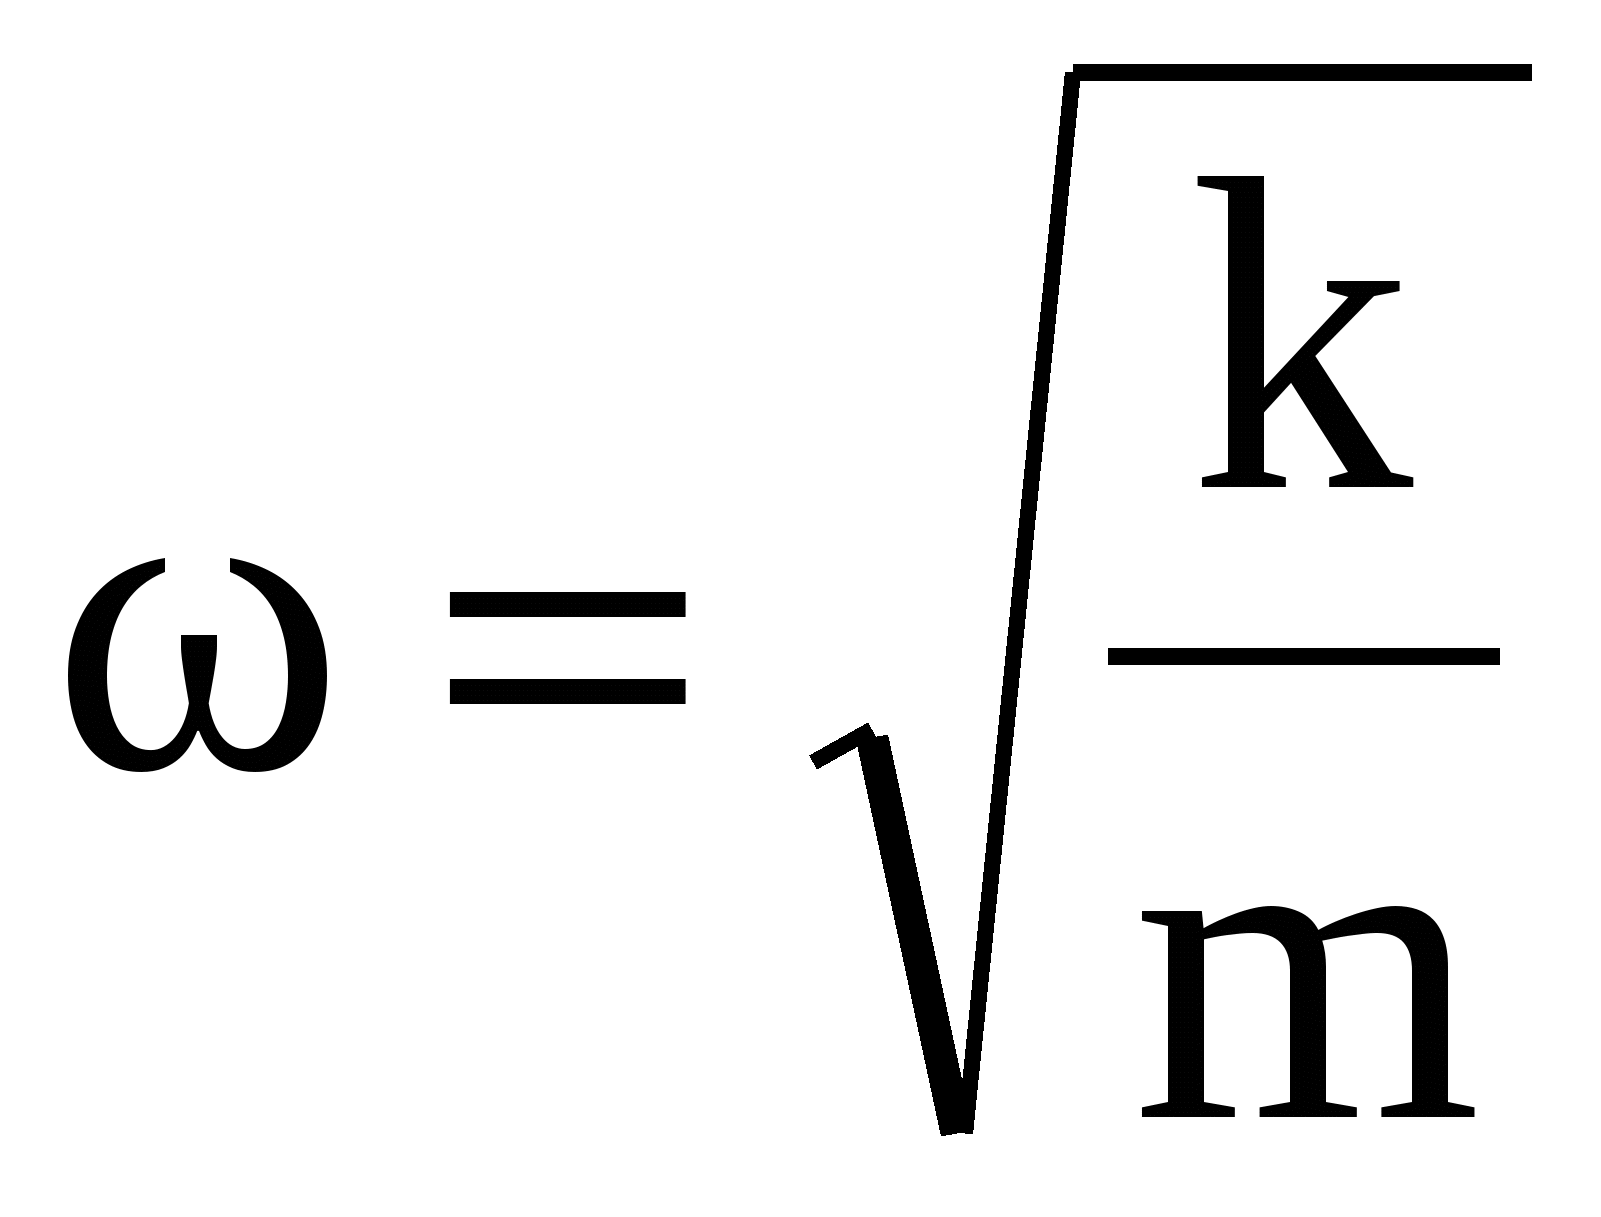 ω = √(k/m)